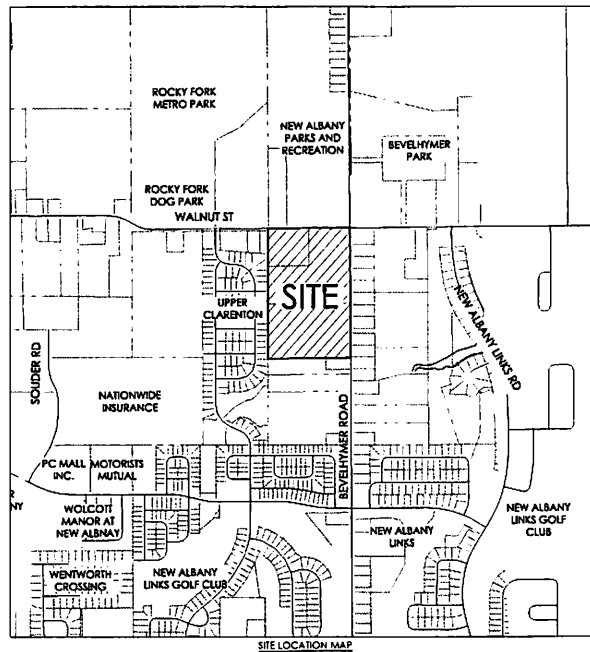 ROCKY FORK
METRO PARK
NEW ALBANY
PARKS AND
RECREATION
BEVELHYMER
PARK
ROCKY FORK
DOG PARK
WALNUT ST
SITE
UPPER
CLARENTON
NEW ALBANY LINKS RD
SOUDER RD
NATIONWIDE
INSURANCE
BEVELHYMER ROAD
PC MALL
INC.
MOTORISTS
MUTUAL
NY
WOLCOTT
MANOR AT
NEW ALBNAY
NEW ALBANY
LINKS
NEW ALBANY
LINKS GOLF
CLUB
WENTWORTH
CROSSING
NEW ALBANY
LINKS GOLF CLUB
SITE LOCATION MAP